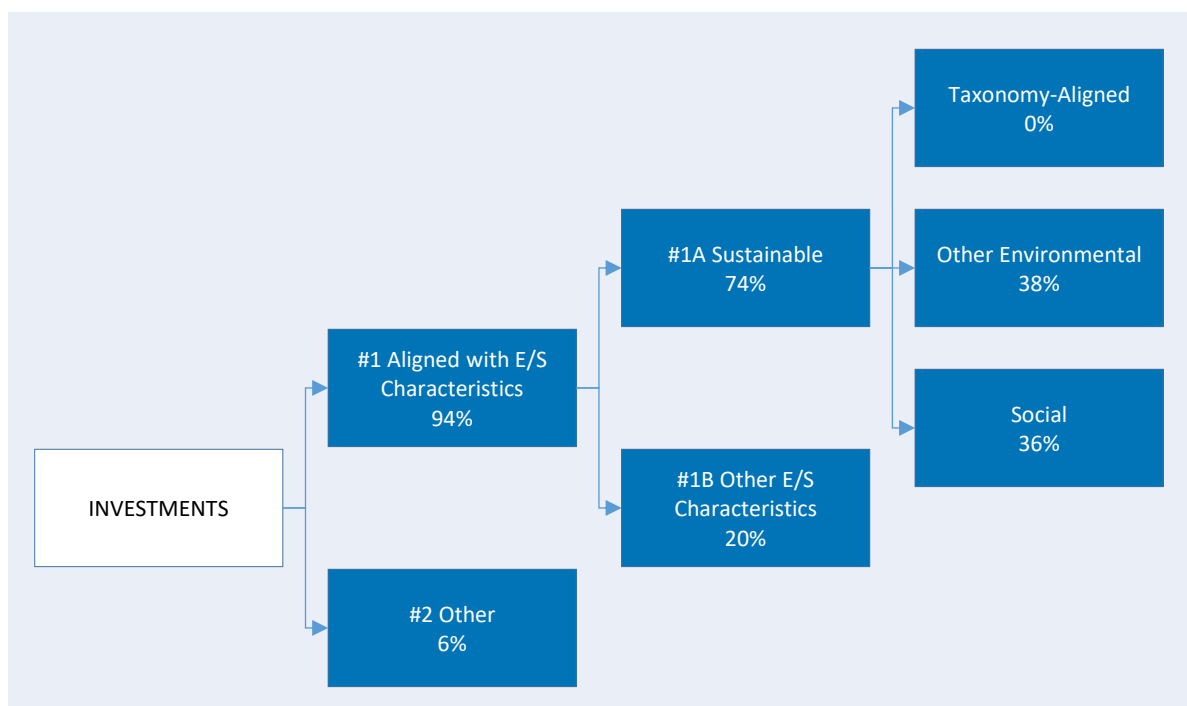 INVESTMENTS
#1 Aligned with E/S
Characteristics
94%
#2 Other
6%
#1A Sustainable
74%
#1B Other E/S
Characteristics
20%
Taxonomy-Aligned
0%
Other Environmental
38%
Social
36%